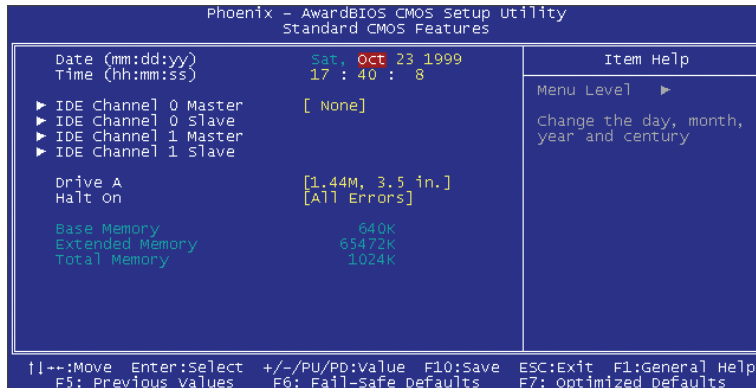 Phoenix – AwardBIOS CMOS Setup Utility
Standard CMOS Features
Date (mm:dd:yy) Sat, Oct 23 1999
Time (hh:mm:ss) 17 : 40 : 8
Item Help
Menu Level ▶
Change the day, month,
year and century
▶ IDE Channel 0 Master [ None]
▶ IDE Channel 0 Slave
▶ IDE Channel 1 Master
▶ IDE Channel 1 Slave
Drive A [1.44M, 3.5 in.]
Halt On [All Errors]
Base Memory 640K
Extended Memory 65472K
Total Memory 1024K
↑↓←→:Move Enter:Select +/-/PU/PD:Value F10:Save ESC:Exit F1:General Help
F5: Previous Values F6: Fail-Safe Defaults F7: Optimized Defaults